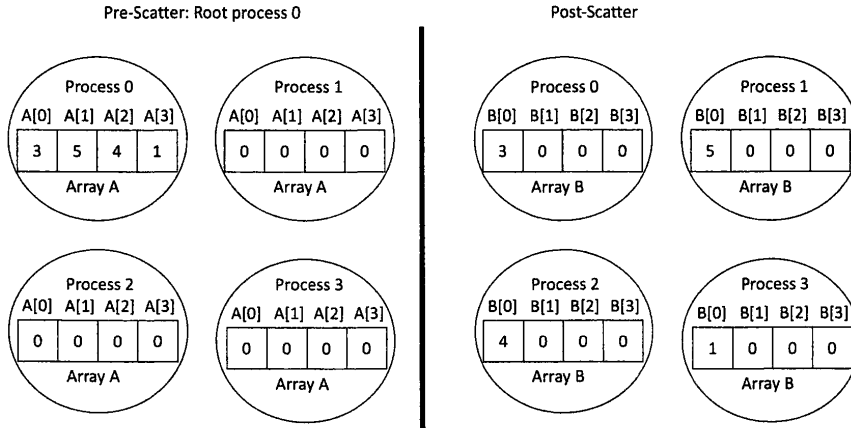 Pre-Scatter: Root process 0
Post-Scatter
Process 0
A[0] A[1] A[2] A[3]
3 5 4 1
Array A
Process 1
A[0] A[1] A[2] A[3]
0 0 0 0
Array A
Process 0
B[0] B[1] B[2] B[3]
3 0 0 0
Array B
Process 1
B[0] B[1] B[2] B[3]
5 0 0 0
Array B
Process 2
A[0] A[1] A[2] A[3]
0 0 0 0
Array A
Process 3
A[0] A[1] A[2] A[3]
0 0 0 0
Array A
Process 2
B[0] B[1] B[2] B[3]
4 0 0 0
Array B
Process 3
B[0] B[1] B[2] B[3]
1 0 0 0
Array B